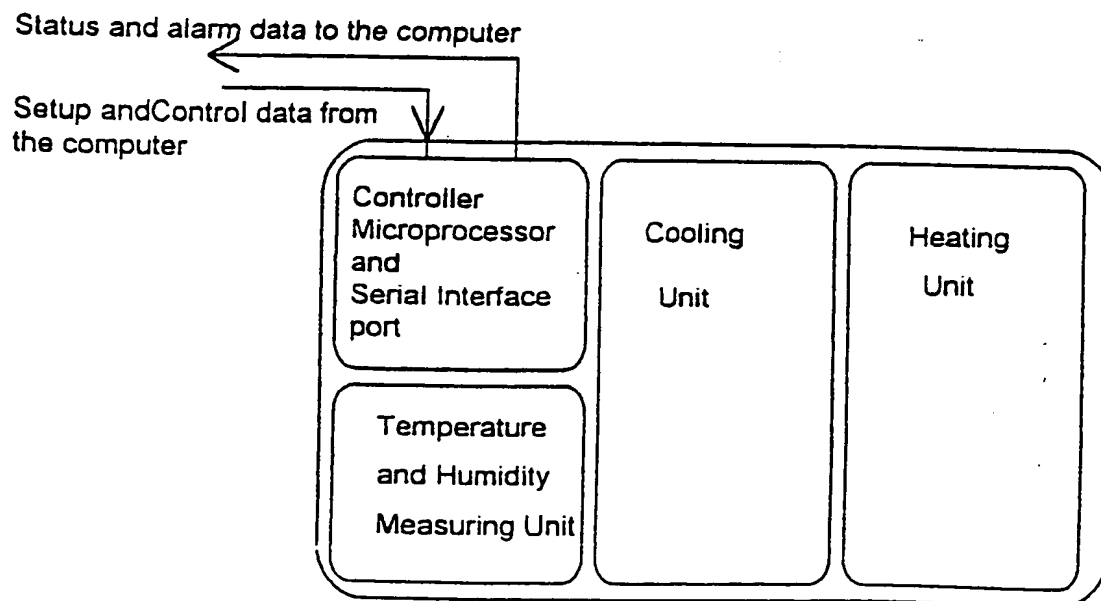 Status and alarm data to the computer
Setup andControl data from
the computer
Controller
Microprocessor
and
Serial Interface
port
Cooling
Unit
Heating
Unit
Temperature
and Humidity
Measuring Unit